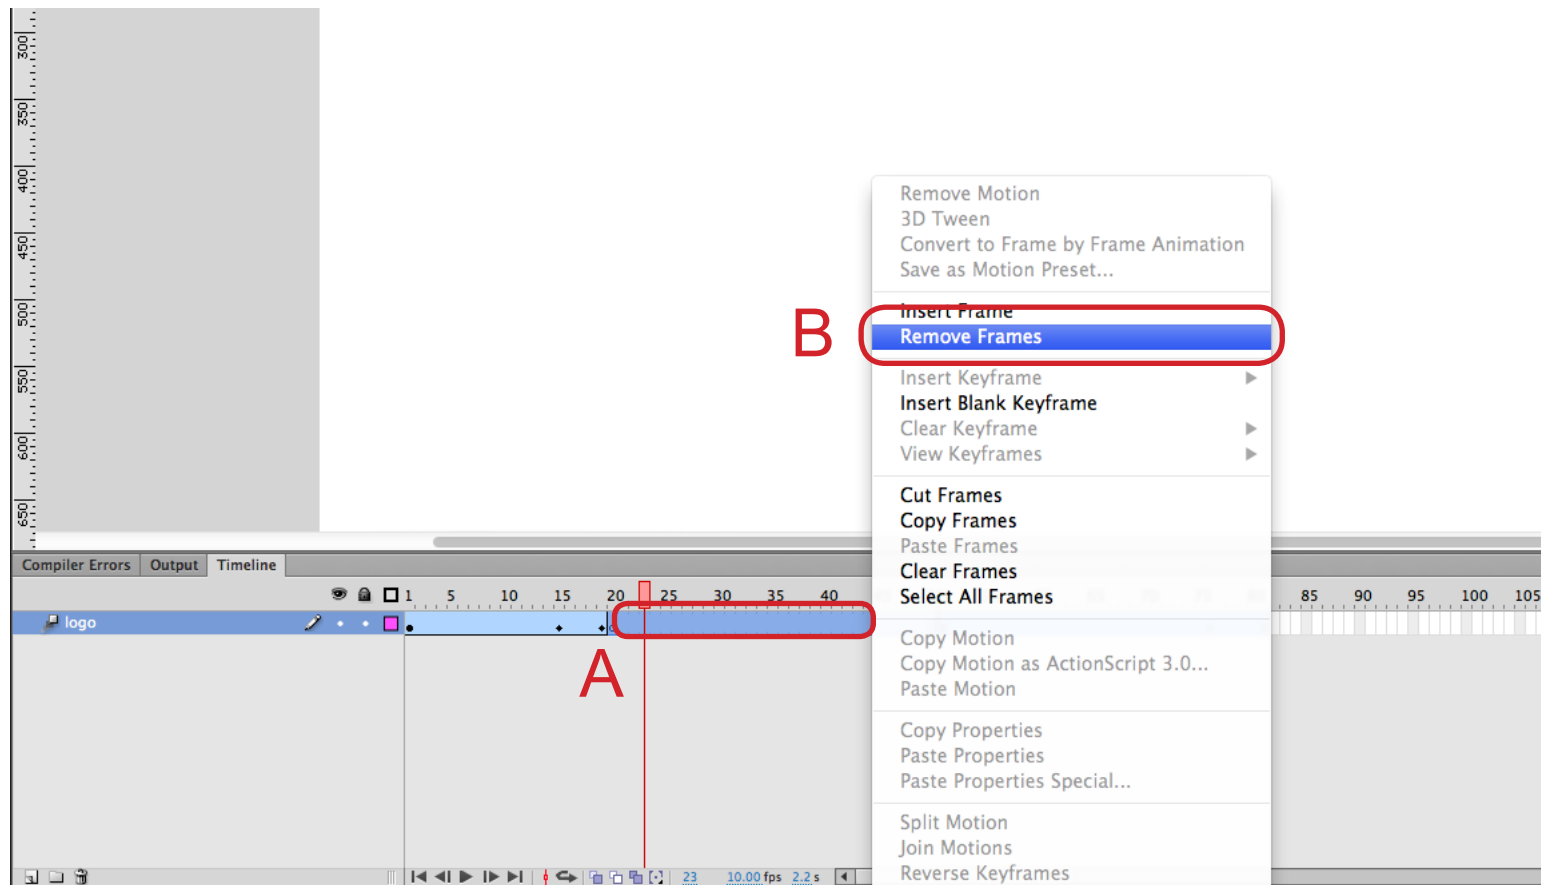 300
350
400
450
500
550
600
650
Remove Motion
3D Tween
Convert to Frame by Frame Animation
Save as Motion Preset...
Insert Frame
B
Remove Frames
Insert Keyframe
Insert Blank Keyframe
Clear Keyframe
View Keyframes
Cut Frames
Copy Frames
Paste Frames
Clear Frames
Select All Frames
Copy Motion
Copy Motion as ActionScript 3.0...
Paste Motion
Copy Properties
Paste Properties
Paste Properties Special...
Split Motion
Join Motions
Reverse Keyframes
Compiler Errors Output Timeline
1 5 10 15 20 25 30 35 40 85 90 95 100 105
logo
A
23 10.00 fps 2.2 s